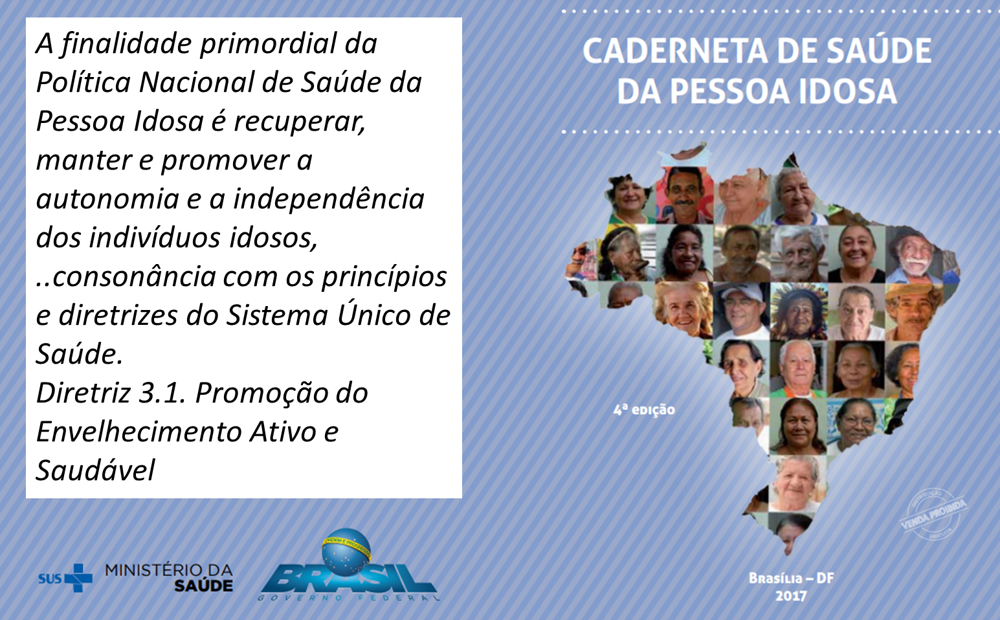 A finalidade primordial da
Política Nacional de Saúde da
Pessoa Idosa é recuperar,
manter e promover a
autonomia e a independência
dos indivíduos idosos,
..consonância com os princípios
e diretrizes do Sistema Único de
Saúde.
Diretriz 3.1. Promoção do
Envelhecimento Ativo e
Saudável
SUS
MINISTÉRIO DA
SAÚDE
ORDEM E PROGRESSO
BRASIL
GOVERNO FEDERAL
CADERNETA DE SAÚDE
DA PESSOA IDOSA
4ª edição
DISTRIBUIÇÃO
VENDA PROIBIDA
GRATUITA
Brasília – DF
2017